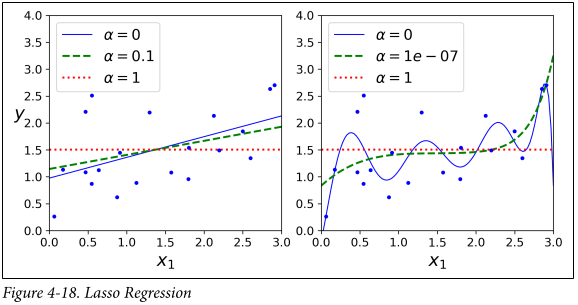 4.0
3.5
3.0
2.5
2.0
1.5
1.0
0.5
0.0
y
α = 0
α = 0.1
α = 1
0.0 0.5 1.0 1.5 2.0 2.5 3.0
x₁
4.0
3.5
3.0
2.5
2.0
1.5
1.0
0.5
0.0
α = 0
α = 1e − 07
α = 1
0.0 0.5 1.0 1.5 2.0 2.5 3.0
x₁
Figure 4-18. Lasso Regression